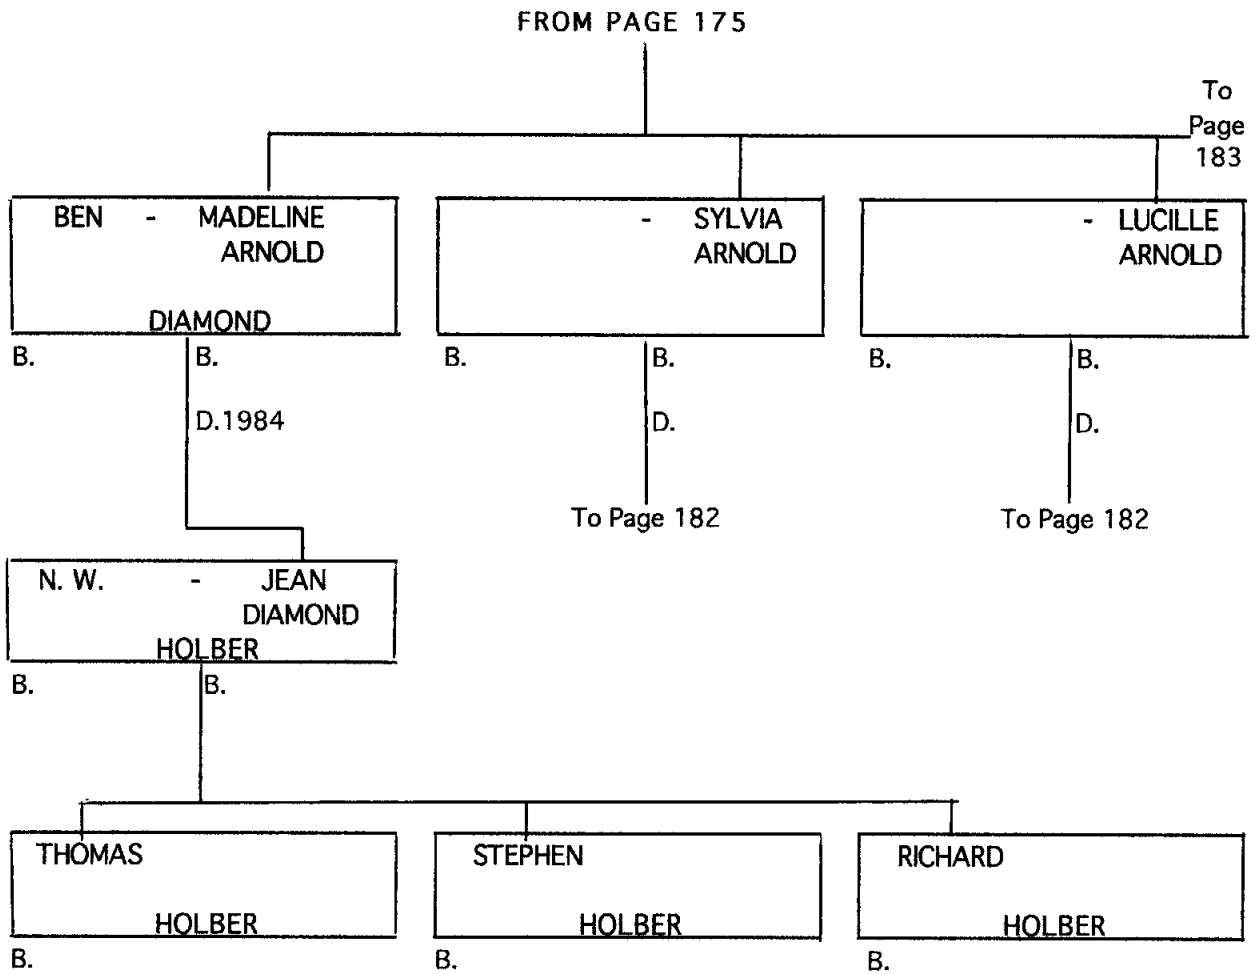 FROM PAGE 175
To
Page
183
BEN - MADELINE
ARNOLD
DIAMOND
- SYLVIA
ARNOLD
- LUCILLE
ARNOLD
B. B.
B. B.
B. B.
D.1984
D.
D.
To Page 182
To Page 182
N. W. - JEAN
DIAMOND
HOLBER
B. B.
THOMAS
HOLBER
STEPHEN
HOLBER
RICHARD
HOLBER
B.
B.
B.